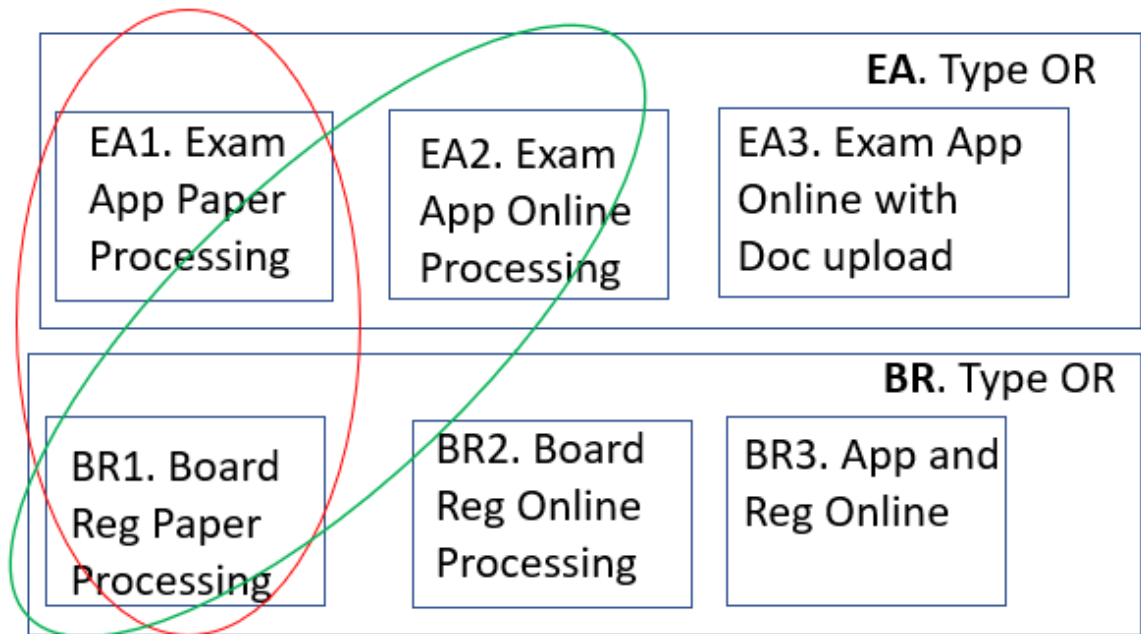 EA. Type OR
EA1. Exam
App Paper
Processing
EA2. Exam
App Online
Processing
EA3. Exam App
Online with
Doc upload
BR. Type OR
BR1. Board
Reg Paper
Processing
BR2. Board
Reg Online
Processing
BR3. App and
Reg Online